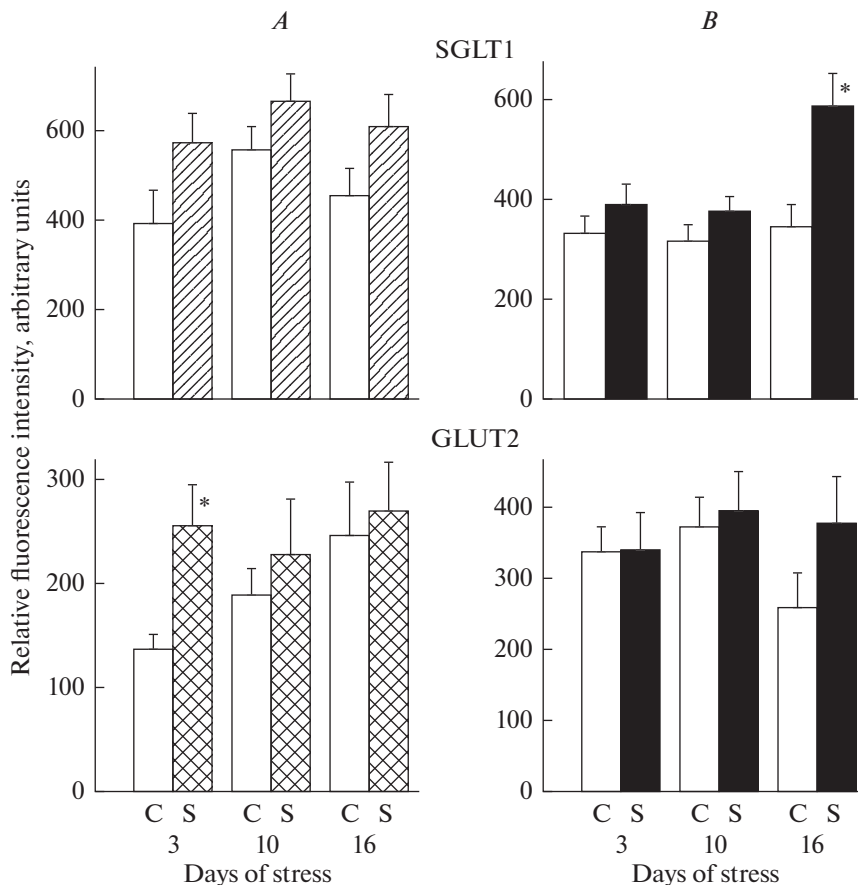 A B
SGLT1
600
400
200
0
600
*
400
200
0
GLUT2
300
*
200
100
0
400
300
200
100
0
Relative fluorescence intensity, arbitrary units
C S C S C S
3 10 16
Days of stress
C S C S C S
3 10 16
Days of stress